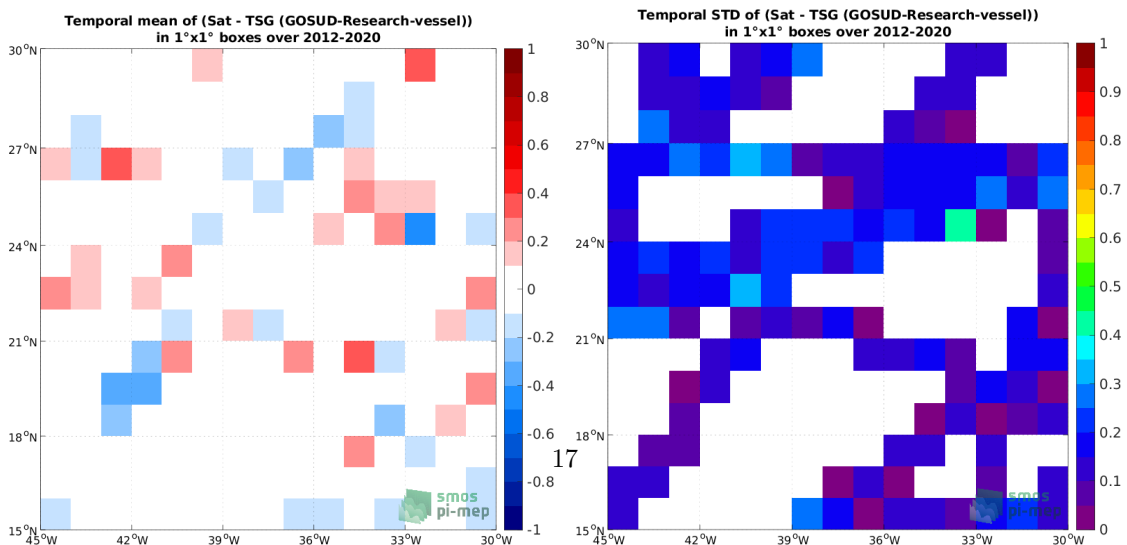 Temporal mean of (Sat - TSG (GOSUD-Research-vessel))
in 1°x1° boxes over 2012-2020
30°N
27°N
24°N
21°N
18°N
15°N
45°W
42°W
39°W
36°W
33°W
30°W
1
0.8
0.6
0.4
0.2
0
-0.2
-0.4
-0.6
-0.8
-1
smos
pi-mep
17
Temporal STD of (Sat - TSG (GOSUD-Research-vessel))
in 1°x1° boxes over 2012-2020
30°N
27°N
24°N
21°N
18°N
15°N
45°W
42°W
39°W
36°W
33°W
30°W
1
0.9
0.8
0.7
0.6
0.5
0.4
0.3
0.2
0.1
0
smos
pi-mep